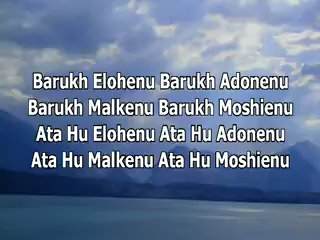 Barukh Elohenu Barukh Adonenu
Barukh Malkenu Barukh Moshienu
Ata Hu Elohenu Ata Hu Adonenu
Ata Hu Malkenu Ata Hu Moshienu